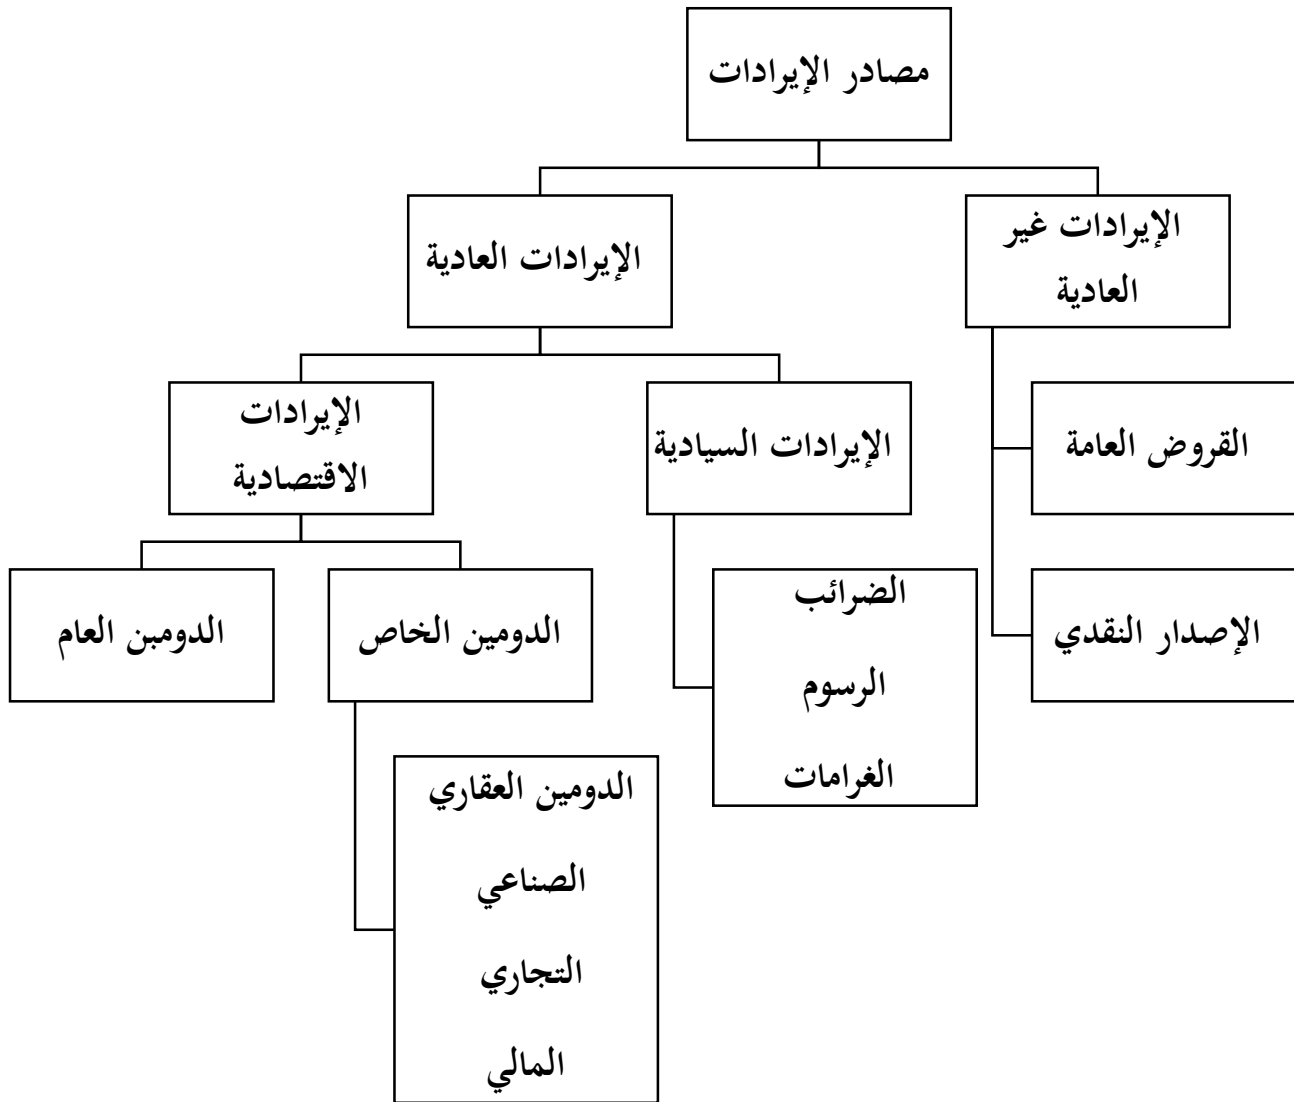 مصادر الإيرادات
الإيرادات غير
العادية
الإيرادات العادية
القروض العامة
الإيرادات السيادية
الإيرادات
الاقتصادية
الإصدار النقدي
الضرائب
الرسوم
الغرامات
الدومين الخاص
الدومبن العام
الدومين العقاري
الصناعي
التجاري
المالي